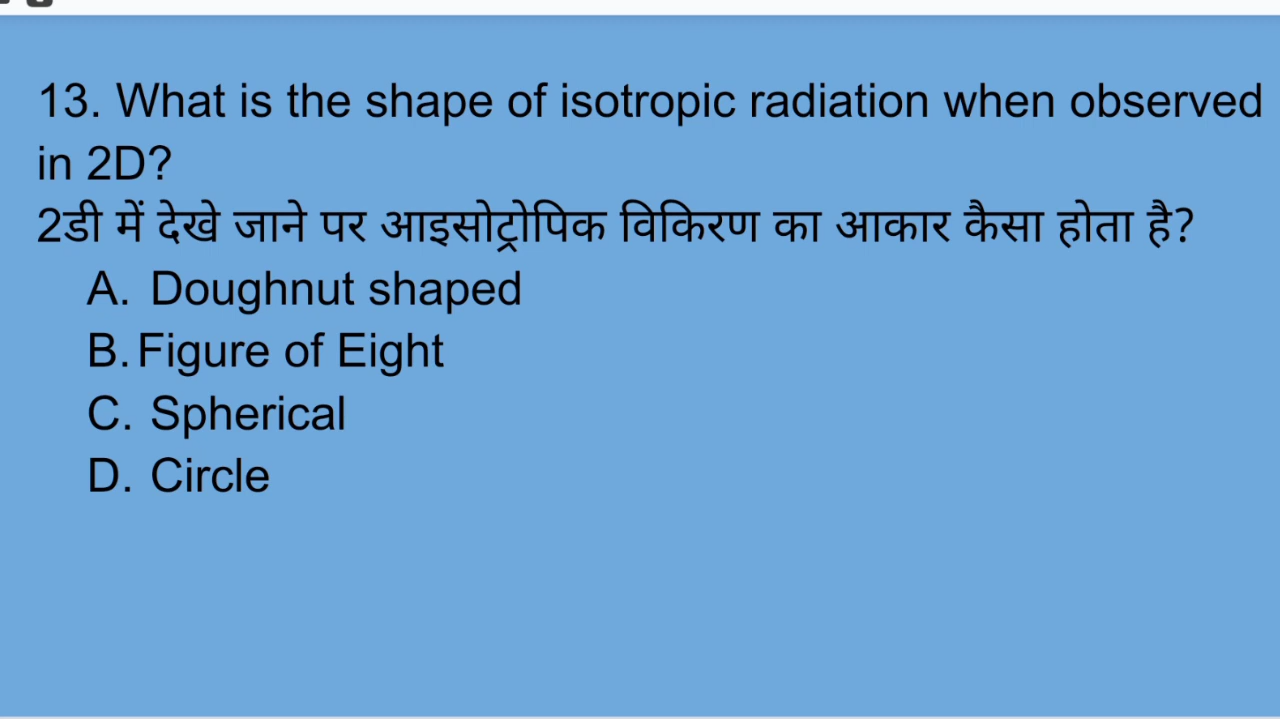 13. What is the shape of isotropic radiation when observed
in 2D?
2डी में देखे जाने पर आइसोट्रोपिक विकिरण का आकार कैसा होता है?
A. Doughnut shaped
B. Figure of Eight
C. Spherical
D. Circle